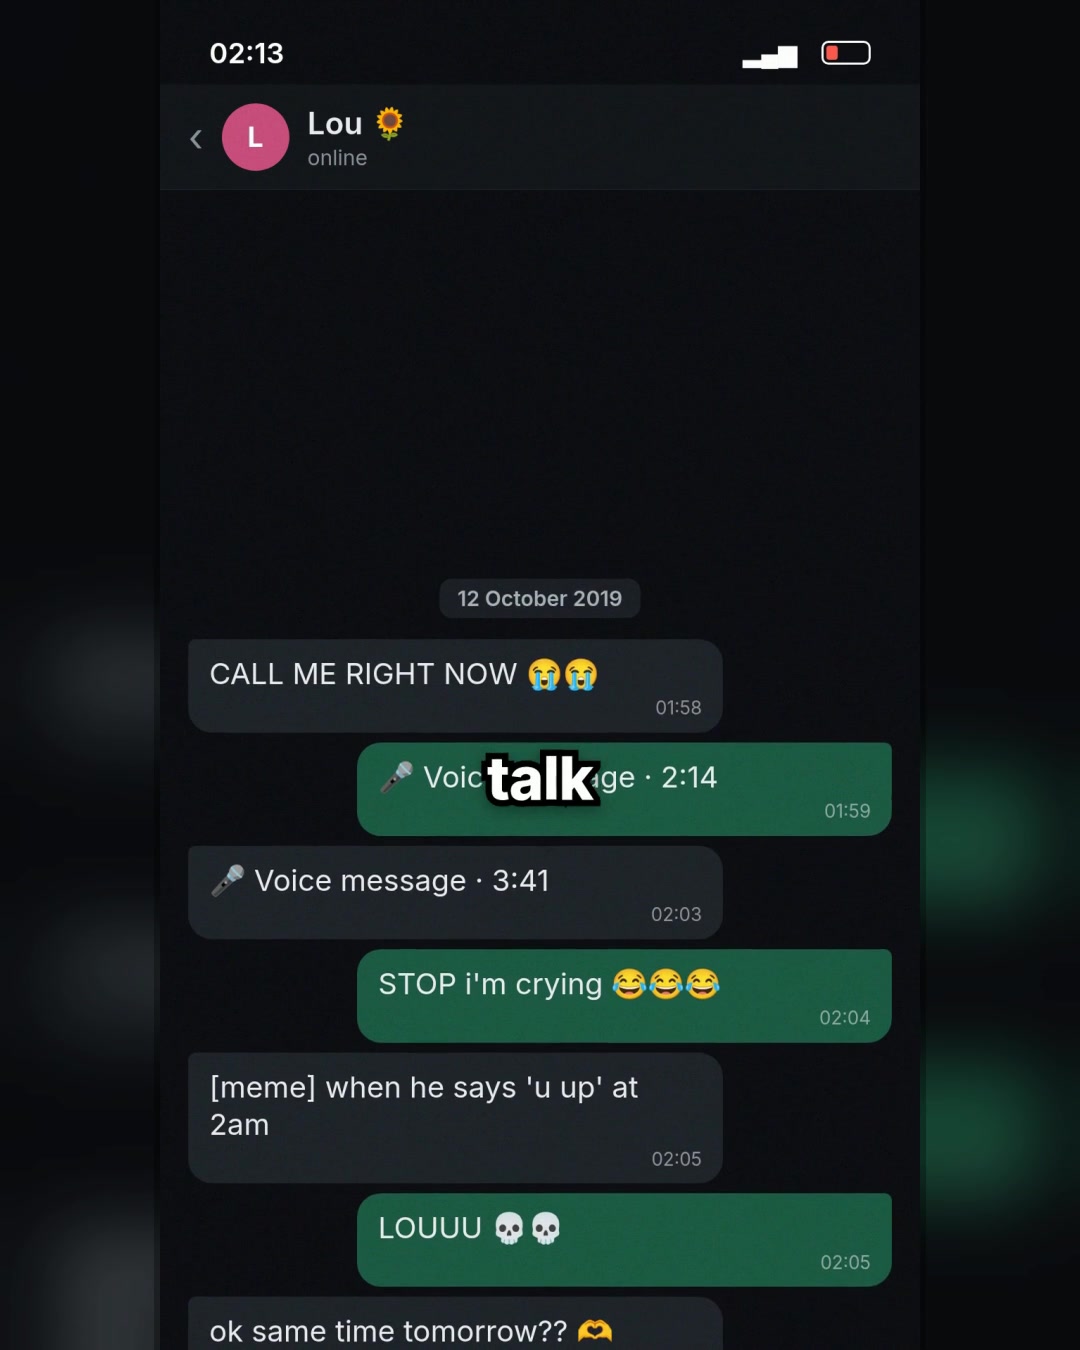 02:13
L
Lou 🌻
online
12 October 2019
CALL ME RIGHT NOW 😭😭
01:58
🎤 Voic
talk
age · 2:14
01:59
🎤 Voice message · 3:41
02:03
STOP i'm crying 😂😂😂
02:04
[meme] when he says 'u up' at
2am
02:05
LOUUU 💀💀
02:05
ok same time tomorrow?? 🫶